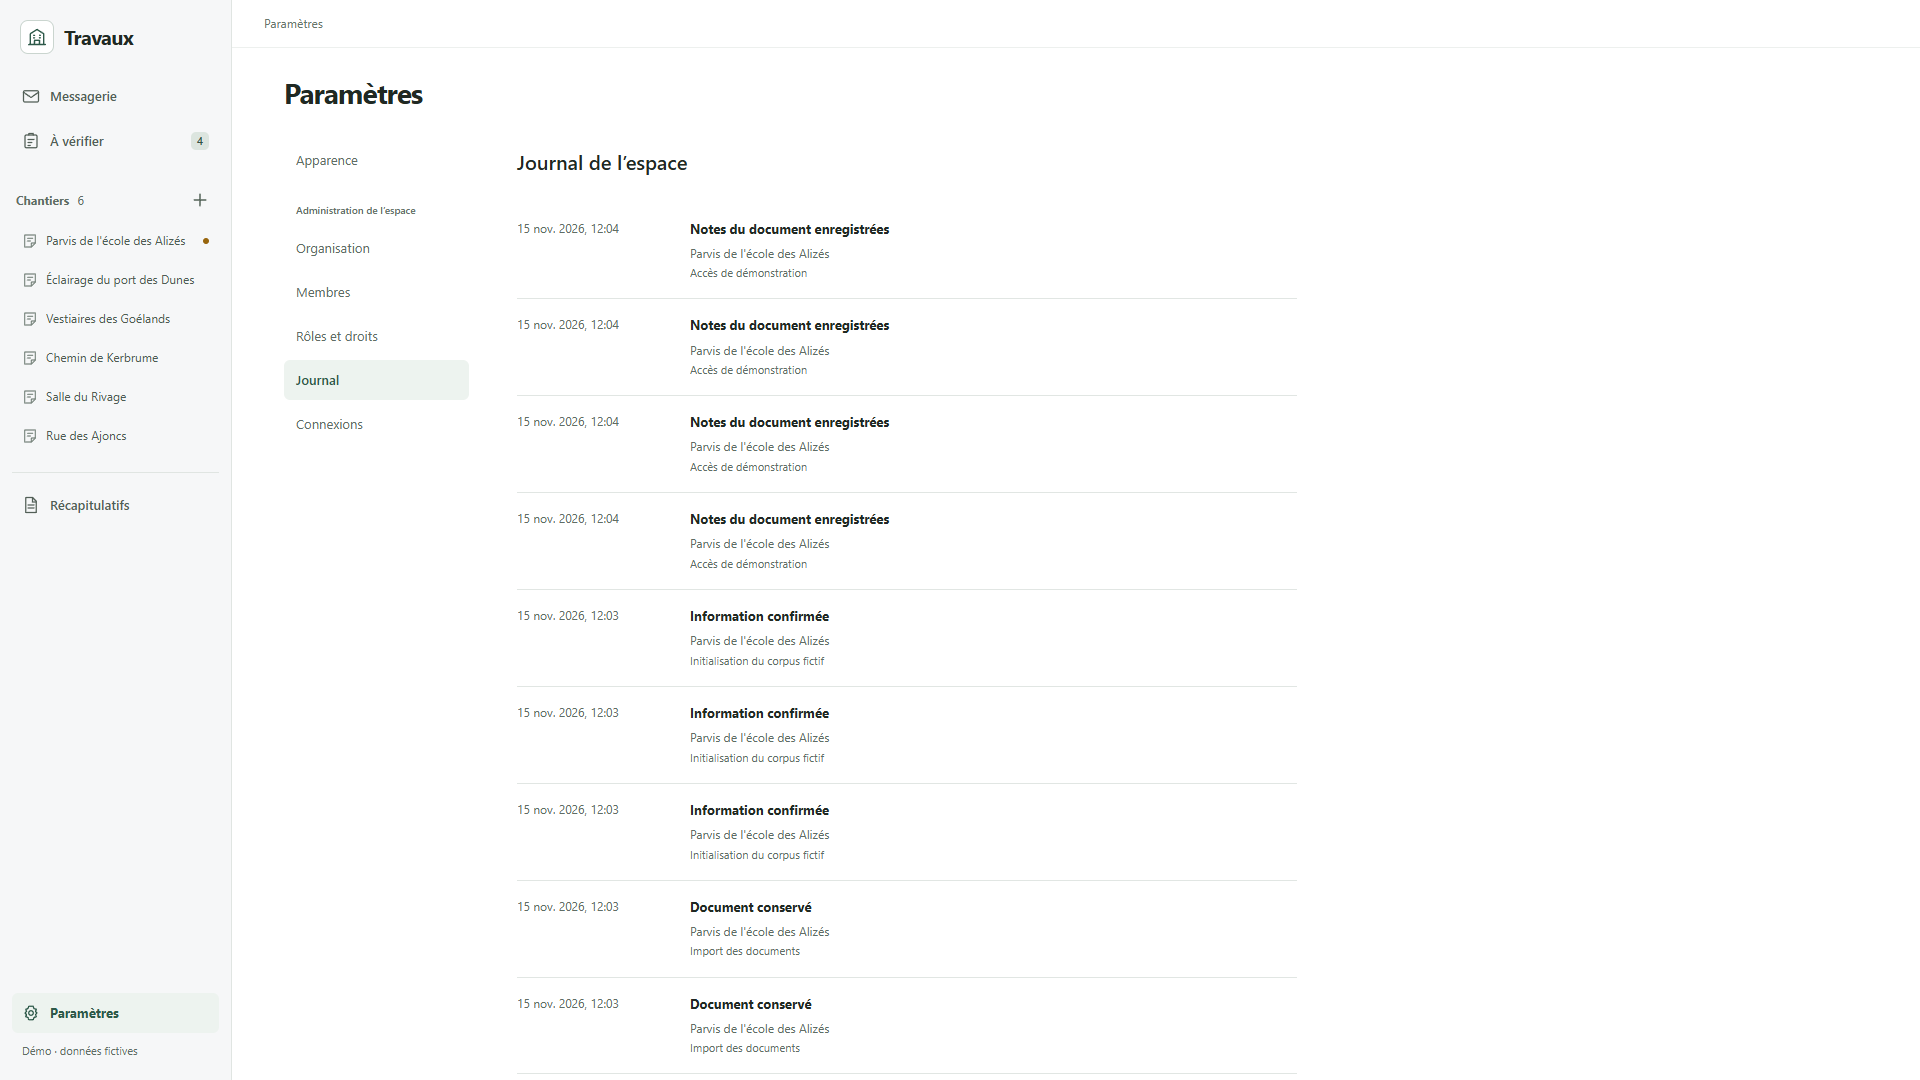 Travaux
Messagerie
À vérifier 4
Chantiers 6
Parvis de l'école des Alizés
Éclairage du port des Dunes
Vestiaires des Goélands
Chemin de Kerbrume
Salle du Rivage
Rue des Ajoncs
Récapitulatifs
Paramètres
Démo · données fictives
Paramètres
Paramètres
Apparence
Administration de l’espace
Organisation
Membres
Rôles et droits
Journal
Connexions
Journal de l’espace
15 nov. 2026, 12:04
Notes du document enregistrées
Parvis de l'école des Alizés
Accès de démonstration
15 nov. 2026, 12:04
Notes du document enregistrées
Parvis de l'école des Alizés
Accès de démonstration
15 nov. 2026, 12:04
Notes du document enregistrées
Parvis de l'école des Alizés
Accès de démonstration
15 nov. 2026, 12:04
Notes du document enregistrées
Parvis de l'école des Alizés
Accès de démonstration
15 nov. 2026, 12:03
Information confirmée
Parvis de l'école des Alizés
Initialisation du corpus fictif
15 nov. 2026, 12:03
Information confirmée
Parvis de l'école des Alizés
Initialisation du corpus fictif
15 nov. 2026, 12:03
Information confirmée
Parvis de l'école des Alizés
Initialisation du corpus fictif
15 nov. 2026, 12:03
Document conservé
Parvis de l'école des Alizés
Import des documents
15 nov. 2026, 12:03
Document conservé
Parvis de l'école des Alizés
Import des documents